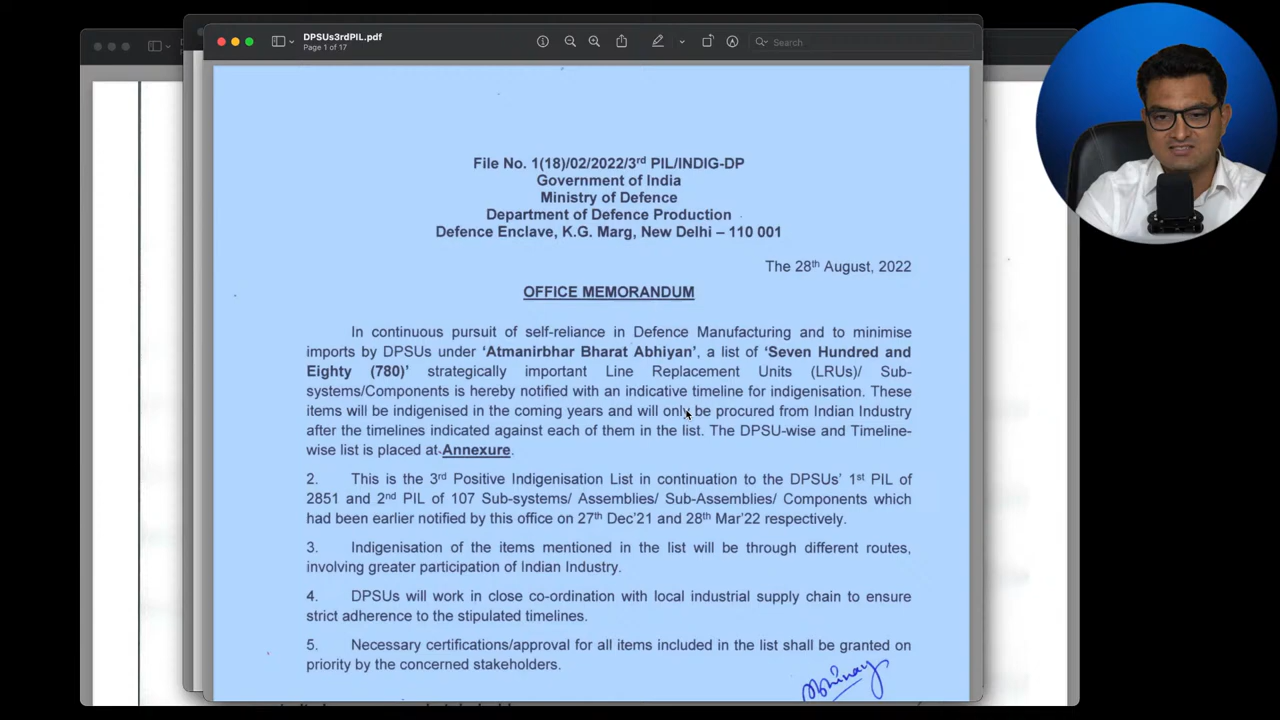 DPSUs3rdPIL.pdf
Page 1 of 17
Search
File No. 1(18)/02/2022/3rd PIL/INDIG-DP
Government of India
Ministry of Defence
Department of Defence Production
Defence Enclave, K.G. Marg, New Delhi – 110 001
The 28th August, 2022
OFFICE MEMORANDUM
In continuous pursuit of self-reliance in Defence Manufacturing and to minimise
imports by DPSUs under ‘Atmanirbhar Bharat Abhiyan’, a list of ‘Seven Hundred and
Eighty (780)’ strategically important Line Replacement Units (LRUs)/ Sub-
systems/Components is hereby notified with an indicative timeline for indigenisation. These
items will be indigenised in the coming years and will only be procured from Indian Industry
after the timelines indicated against each of them in the list. The DPSU-wise and Timeline-
wise list is placed at Annexure.
2. This is the 3rd Positive Indigenisation List in continuation to the DPSUs’ 1st PIL of
2851 and 2nd PIL of 107 Sub-systems/ Assemblies/ Sub-Assemblies/ Components which
had been earlier notified by this office on 27th Dec’21 and 28th Mar’22 respectively.
3. Indigenisation of the items mentioned in the list will be through different routes,
involving greater participation of Indian Industry.
4. DPSUs will work in close co-ordination with local industrial supply chain to ensure
strict adherence to the stipulated timelines.
5. Necessary certifications/approval for all items included in the list shall be granted on
priority by the concerned stakeholders.